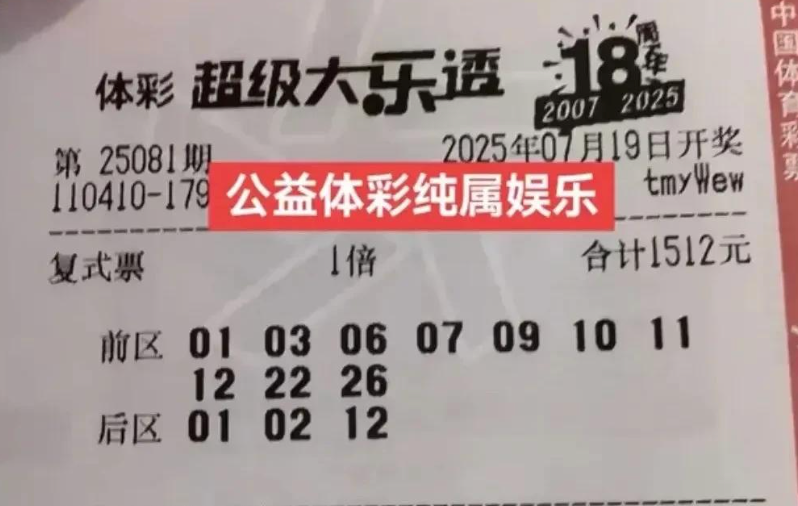 体彩 超级大乐透 18周年
2007 2025
第 25081期 2025年07月19日开奖
110410-179 tmyWew
公益体彩纯属娱乐
复式票 1倍 合计1512元
前区 01 03 06 07 09 10 11
12 22 26
后区 01 02 12
中国体育彩票